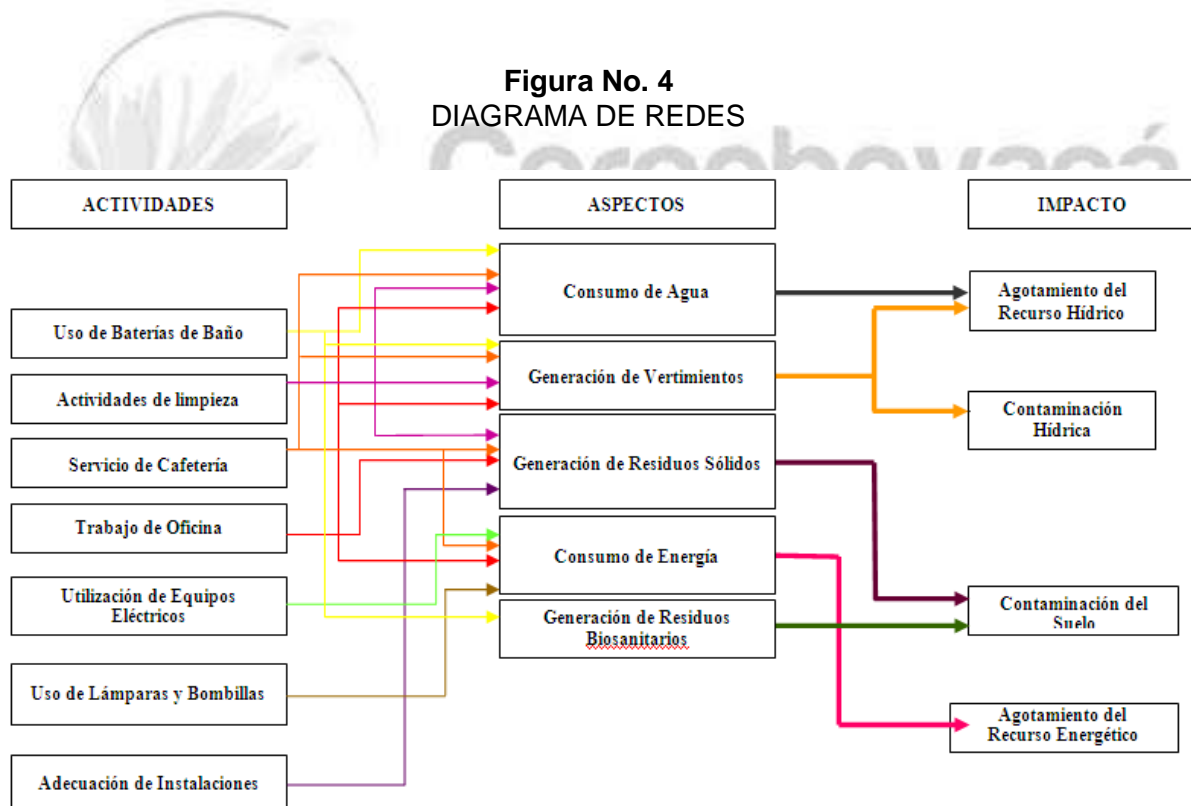 Figura No. 4
DIAGRAMA DE REDES
Corpoboyacá
ACTIVIDADES
ASPECTOS
IMPACTO
Uso de Baterías de Baño
Actividades de limpieza
Servicio de Cafetería
Trabajo de Oficina
Utilización de Equipos
Eléctricos
Uso de Lámparas y Bombillas
Adecuación de Instalaciones
Consumo de Agua
Generación de Vertimientos
Generación de Residuos Sólidos
Consumo de Energía
Generación de Residuos
Biosanitarios
Agotamiento del
Recurso Hídrico
Contaminación
Hídrica
Contaminación del
Suelo
Agotamiento del
Recurso Energético